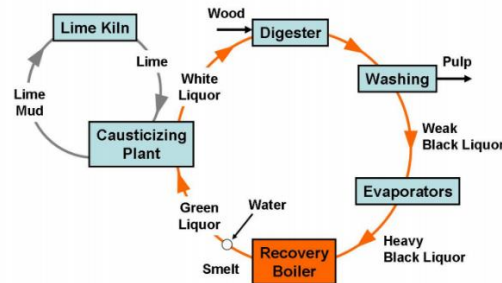 Wood
Lime Kiln
Digester
Lime
White
Liquor
Washing
Pulp
Lime
Mud
Causticizing
Plant
Weak
Black Liquor
Evaporators
Green
Liquor
Water
Heavy
Black Liquor
Smelt
Recovery
Boiler